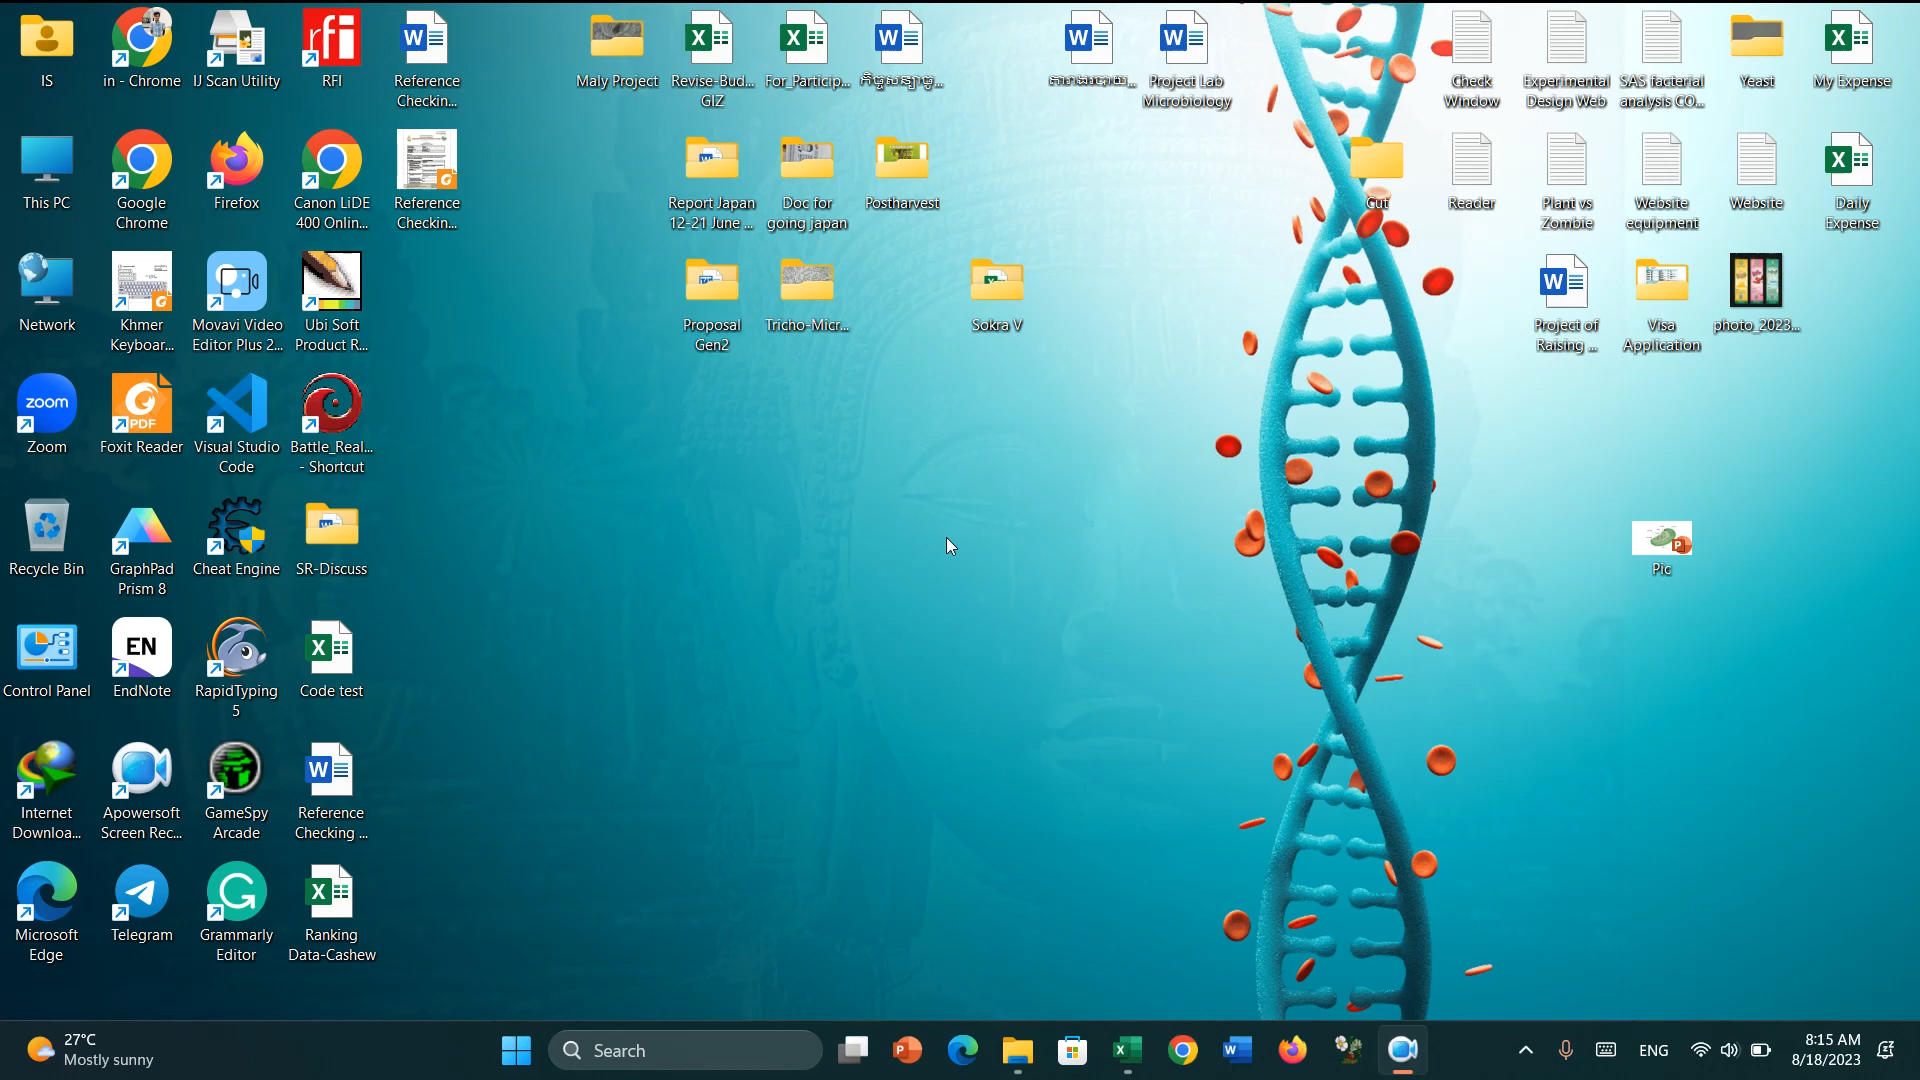 IS
in - Chrome
IJ Scan Utility
RFI
Reference
Checkin...
Maly Project
Revise-Bud...
GIZ
For_Particip...
Project Lab
Microbiology
Check
Window
Experimental
Design Web
SAS facterial
analysis CO...
Yeast
My Expense
This PC
Google
Chrome
Firefox
Canon LiDE
400 Onlin...
Reference
Checkin...
Report Japan
12-21 June ...
Doc for
going japan
Postharvest
Cut
Reader
Plant vs
Zombie
Website
equipment
Website
Daily
Expense
Network
Khmer
Keyboar...
Movavi Video
Editor Plus 2...
Ubi Soft
Product R...
Proposal
Gen2
Tricho-Micr...
Sokra V
Project of
Raising ...
Visa
Application
photo_2023...
zoom
Zoom
PDF
Foxit Reader
Visual Studio
Code
Battle_Real...
- Shortcut
Recycle Bin
GraphPad
Prism 8
Cheat Engine
SR-Discuss
Pic
Control Panel
EN
EndNote
RapidTyping
5
Code test
Internet
Downloa...
Apowersoft
Screen Rec...
GameSpy
Arcade
Reference
Checking ...
Microsoft
Edge
Telegram
Grammarly
Editor
Ranking
Data-Cashew
27°C
Mostly sunny
Search
ENG
8:15 AM
8/18/2023